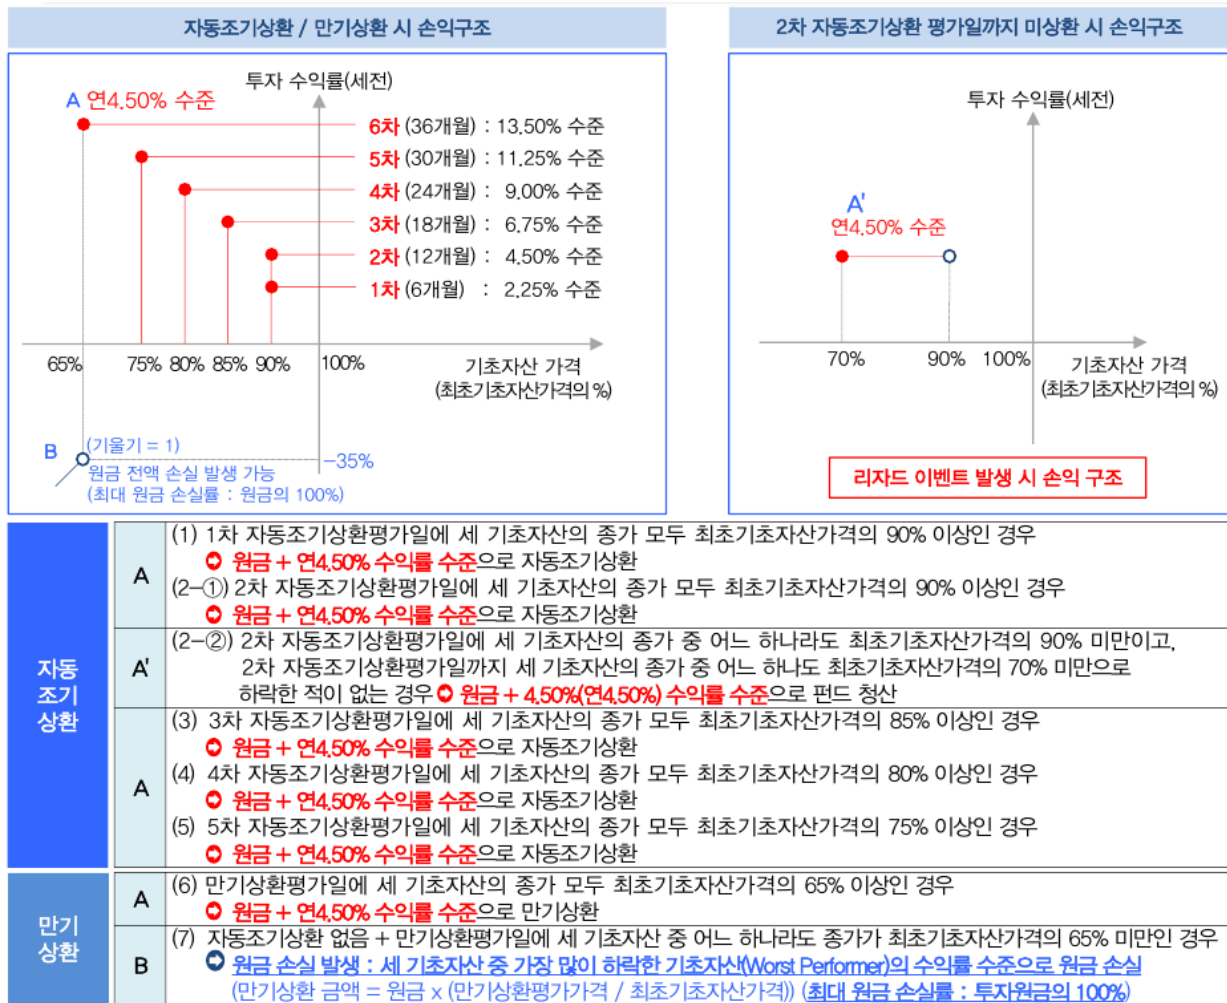 자동조기상환 / 만기상환 시 손익구조
투자 수익률(세전)
A 연4.50% 수준
6차 (36개월) : 13.50% 수준
5차 (30개월) : 11.25% 수준
4차 (24개월) : 9.00% 수준
3차 (18개월) : 6.75% 수준
2차 (12개월) : 4.50% 수준
1차 (6개월) : 2.25% 수준
65% 75% 80% 85% 90% 100%
기초자산 가격
(최초기초자산가격의 %)
B
(기울기 = 1)
-35%
원금 전액 손실 발생 가능
(최대 원금 손실률 : 원금의 100%)
2차 자동조기상환 평가일까지 미상환 시 손익구조
투자 수익률(세전)
A'
연4.50% 수준
70% 90% 100%
기초자산 가격
(최초기초자산가격의 %)
리자드 이벤트 발생 시 손익 구조
자동
조기
상환
A
(1) 1차 자동조기상환평가일에 세 기초자산의 종가 모두 최초기초자산가격의 90% 이상인 경우
➲ 원금 + 연4.50% 수익률 수준으로 자동조기상환
(2-①) 2차 자동조기상환평가일에 세 기초자산의 종가 모두 최초기초자산가격의 90% 이상인 경우
➲ 원금 + 연4.50% 수익률 수준으로 자동조기상환
A'
(2-②) 2차 자동조기상환평가일에 세 기초자산의 종가 중 어느 하나라도 최초기초자산가격의 90% 미만이고,
2차 자동조기상환평가일까지 세 기초자산의 종가 중 어느 하나도 최초기초자산가격의 70% 미만으로
하락한 적이 없는 경우 ➲ 원금 + 4.50%(연4.50%) 수익률 수준으로 펀드 청산
A
(3) 3차 자동조기상환평가일에 세 기초자산의 종가 모두 최초기초자산가격의 85% 이상인 경우
➲ 원금 + 연4.50% 수익률 수준으로 자동조기상환
(4) 4차 자동조기상환평가일에 세 기초자산의 종가 모두 최초기초자산가격의 80% 이상인 경우
➲ 원금 + 연4.50% 수익률 수준으로 자동조기상환
(5) 5차 자동조기상환평가일에 세 기초자산의 종가 모두 최초기초자산가격의 75% 이상인 경우
➲ 원금 + 연4.50% 수익률 수준으로 자동조기상환
만기
상환
A
(6) 만기상환평가일에 세 기초자산의 종가 모두 최초기초자산가격의 65% 이상인 경우
➲ 원금 + 연4.50% 수익률 수준으로 만기상환
B
(7) 자동조기상환 없음 + 만기상환평가일에 세 기초자산 중 어느 하나라도 종가가 최초기초자산가격의 65% 미만인 경우
➲ 원금 손실 발생 : 세 기초자산 중 가장 많이 하락한 기초자산(Worst Performer)의 수익률 수준으로 원금 손실
(만기상환 금액 = 원금 x (만기상환평가가격 / 최초기초자산가격)) (최대 원금 손실률 : 투자원금의 100%)